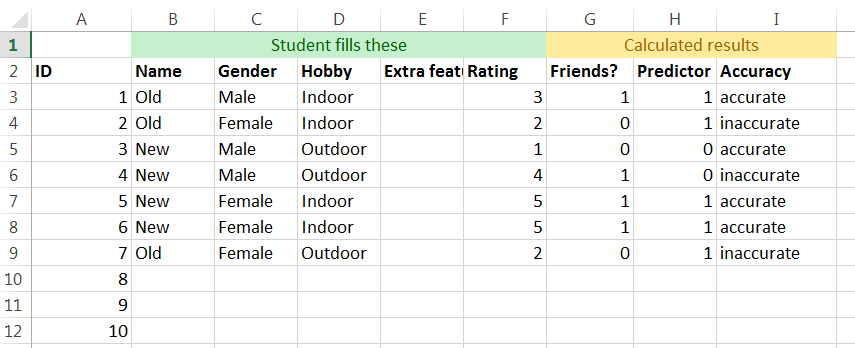 A B C D E F G H I
1 Student fills these Calculated results
2 ID Name Gender Hobby Extra feat Rating Friends? Predictor Accuracy
3 1 Old Male Indoor 3 1 1 accurate
4 2 Old Female Indoor 2 0 1 inaccurate
5 3 New Male Outdoor 1 0 0 accurate
6 4 New Male Outdoor 4 1 0 inaccurate
7 5 New Female Indoor 5 1 1 accurate
8 6 New Female Indoor 5 1 1 accurate
9 7 Old Female Outdoor 2 0 1 inaccurate
10 8
11 9
12 10